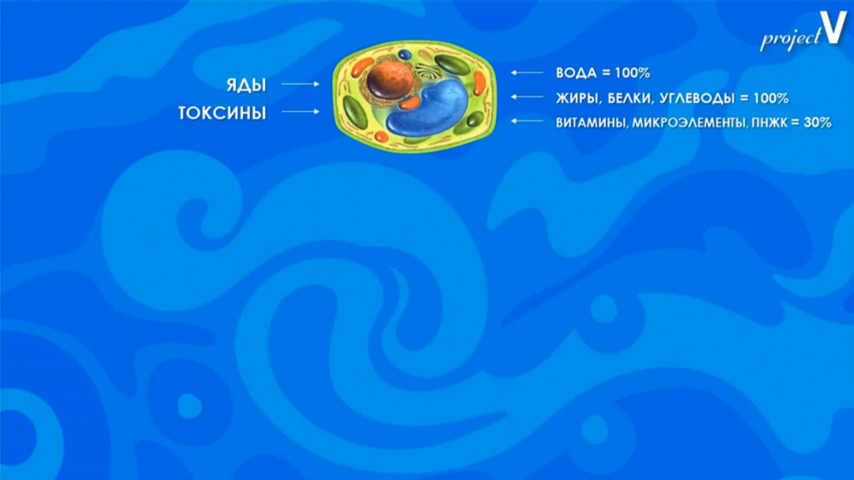 project V
ЯДЫ
ТОКСИНЫ
ВОДА = 100%
ЖИРЫ, БЕЛКИ, УГЛЕВОДЫ = 100%
ВИТАМИНЫ, МИКРОЭЛЕМЕНТЫ, ПНЖК = 30%